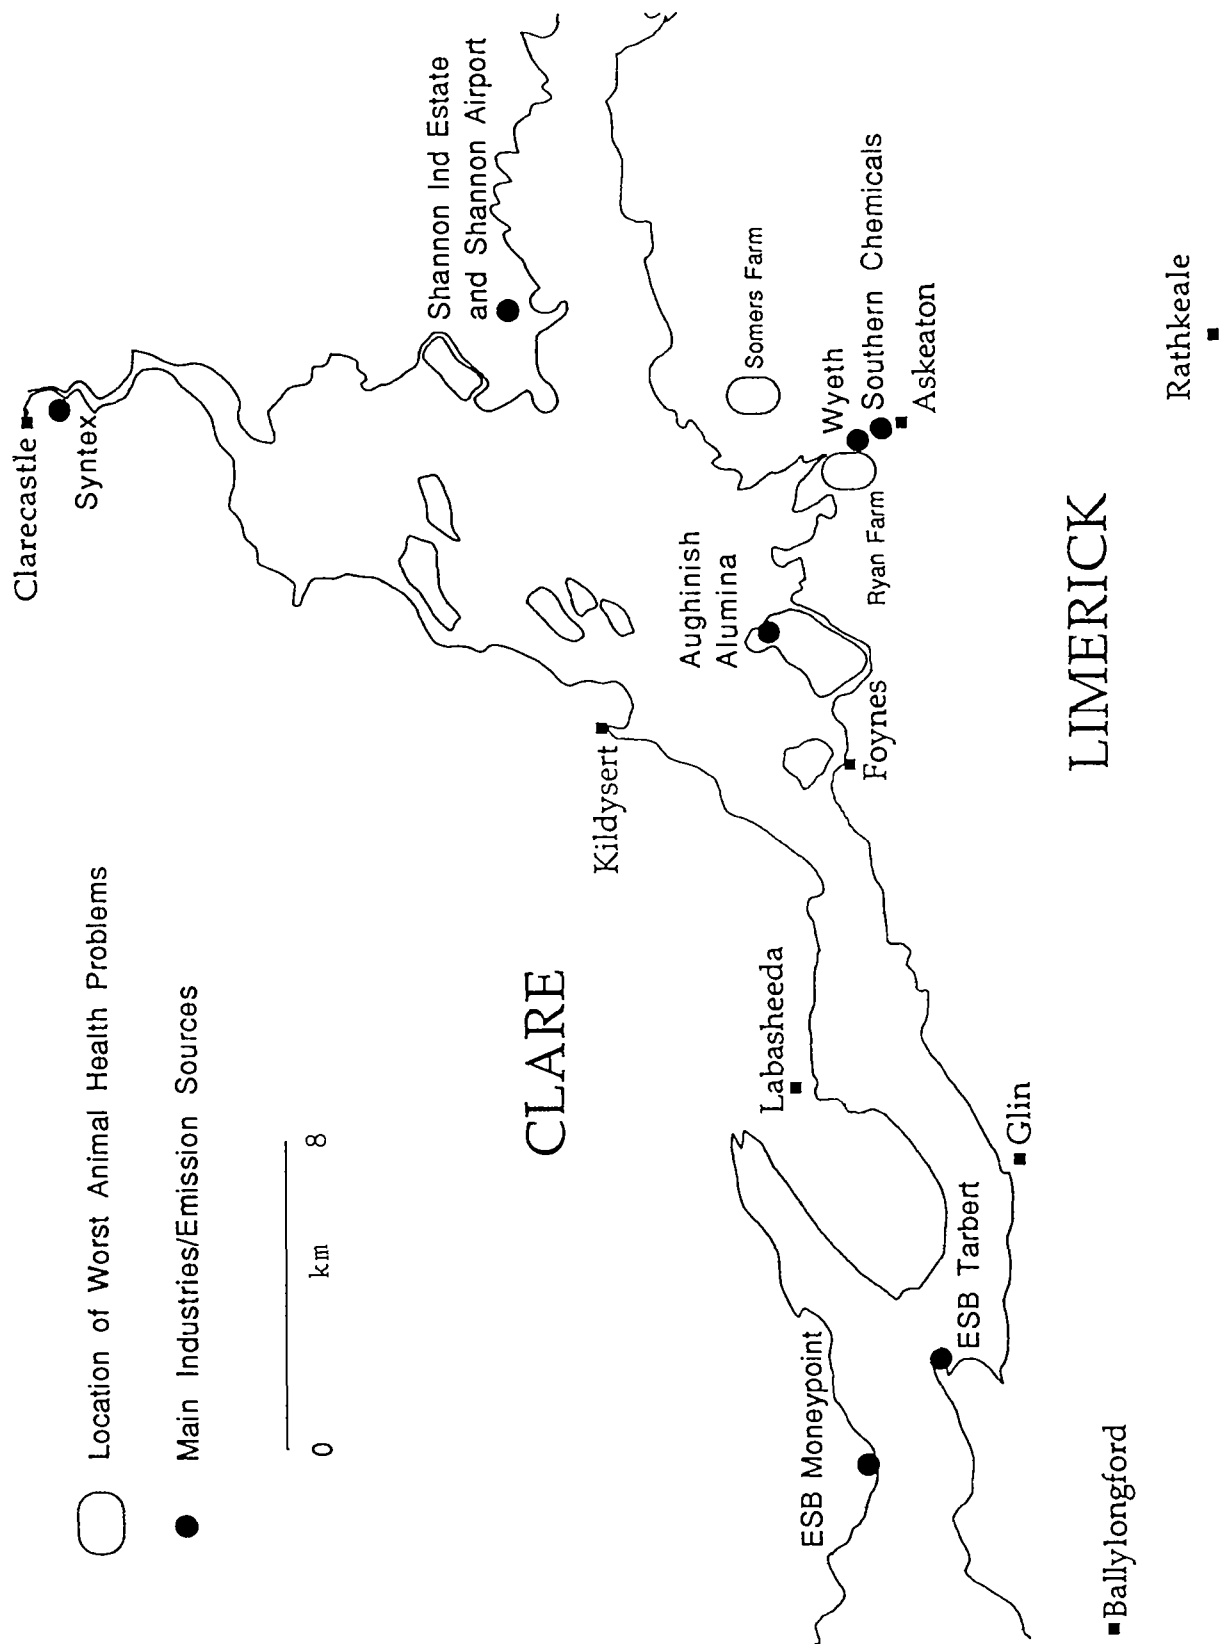 Location of Worst Animal Health Problems
Main Industries/Emission Sources
0 8
km
Clarecastle
Syntex
Shannon Ind Estate
and Shannon Airport
CLARE
Kildysert
Labasheeda
ESB Moneypoint
ESB Tarbert
Ballylongford
Glin
Foynes
Aughinish
Alumina
Ryan Farm
Somers Farm
Wyeth
Southern Chemicals
Askeaton
LIMERICK
Rathkeale